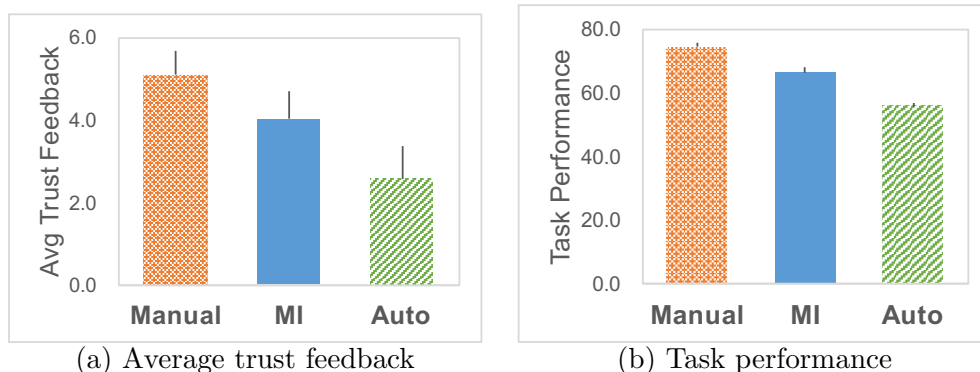 6.0
4.0
2.0
0.0
Avg Trust Feedback
Manual MI Auto
(a) Average trust feedback
80.0
60.0
40.0
20.0
0.0
Task Performance
Manual MI Auto
(b) Task performance